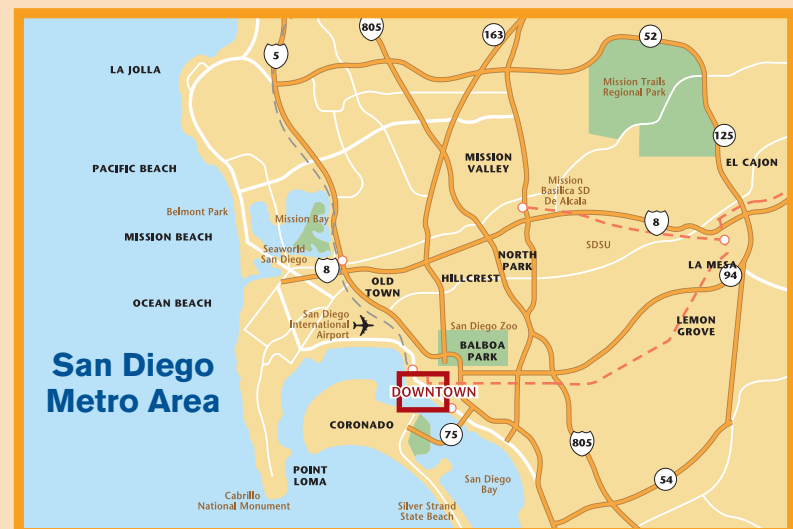 805
163
52
5
LA JOLLA
Mission Trails
Regional Park
125
MISSION
VALLEY
EL CAJON
PACIFIC BEACH
Mission
Basilica SD
De Alcala
Belmont Park
Mission Bay
8
MISSION BEACH
SDSU
Seaworld
San Diego
NORTH
PARK
LA MESA
8
OLD
TOWN
HILLCREST
94
OCEAN BEACH
San Diego
International
Airport
San Diego Zoo
LEMON
GROVE
BALBOA
PARK
San Diego
Metro Area
DOWNTOWN
CORONADO
75
805
POINT
LOMA
San Diego
Bay
54
Cabrillo
National Monument
Silver Strand
State Beach